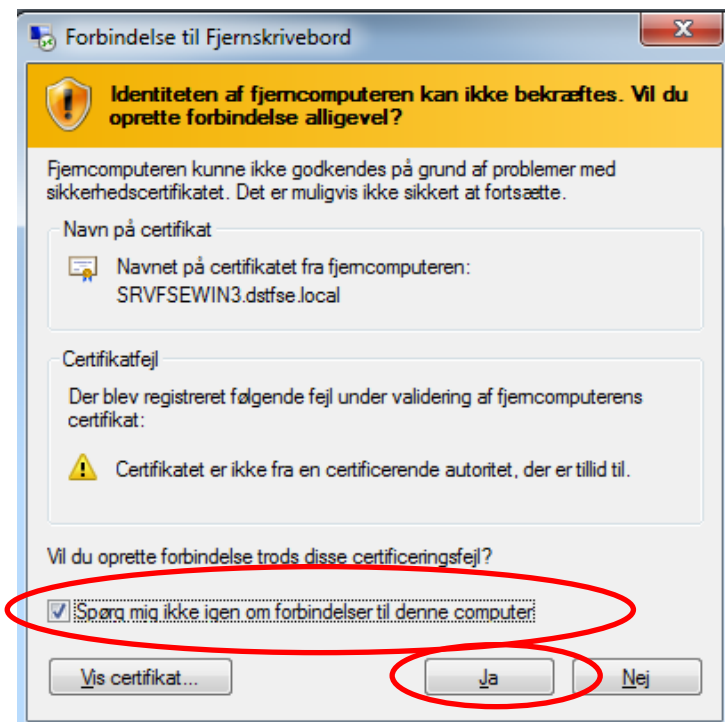 Forbindelse til Fjernskrivebord
Identiteten af fjerncomputeren kan ikke bekræftes. Vil du
oprette forbindelse alligevel?
Fjerncomputeren kunne ikke godkendes på grund af problemer med
sikkerhedscertifikatet. Det er muligvis ikke sikkert at fortsætte.
Navn på certifikat
Navnet på certifikatet fra fjerncomputeren:
SRVFSEWIN3.dstfse.local
Certifikatfejl
Der blev registreret følgende fejl under validering af fjerncomputerens
certifikat:
Certifikatet er ikke fra en certificerende autoritet, der er tillid til.
Vil du oprette forbindelse trods disse certificeringsfejl?
Spørg mig ikke igen om forbindelser til denne computer
Vis certifikat...
Ja
Nej